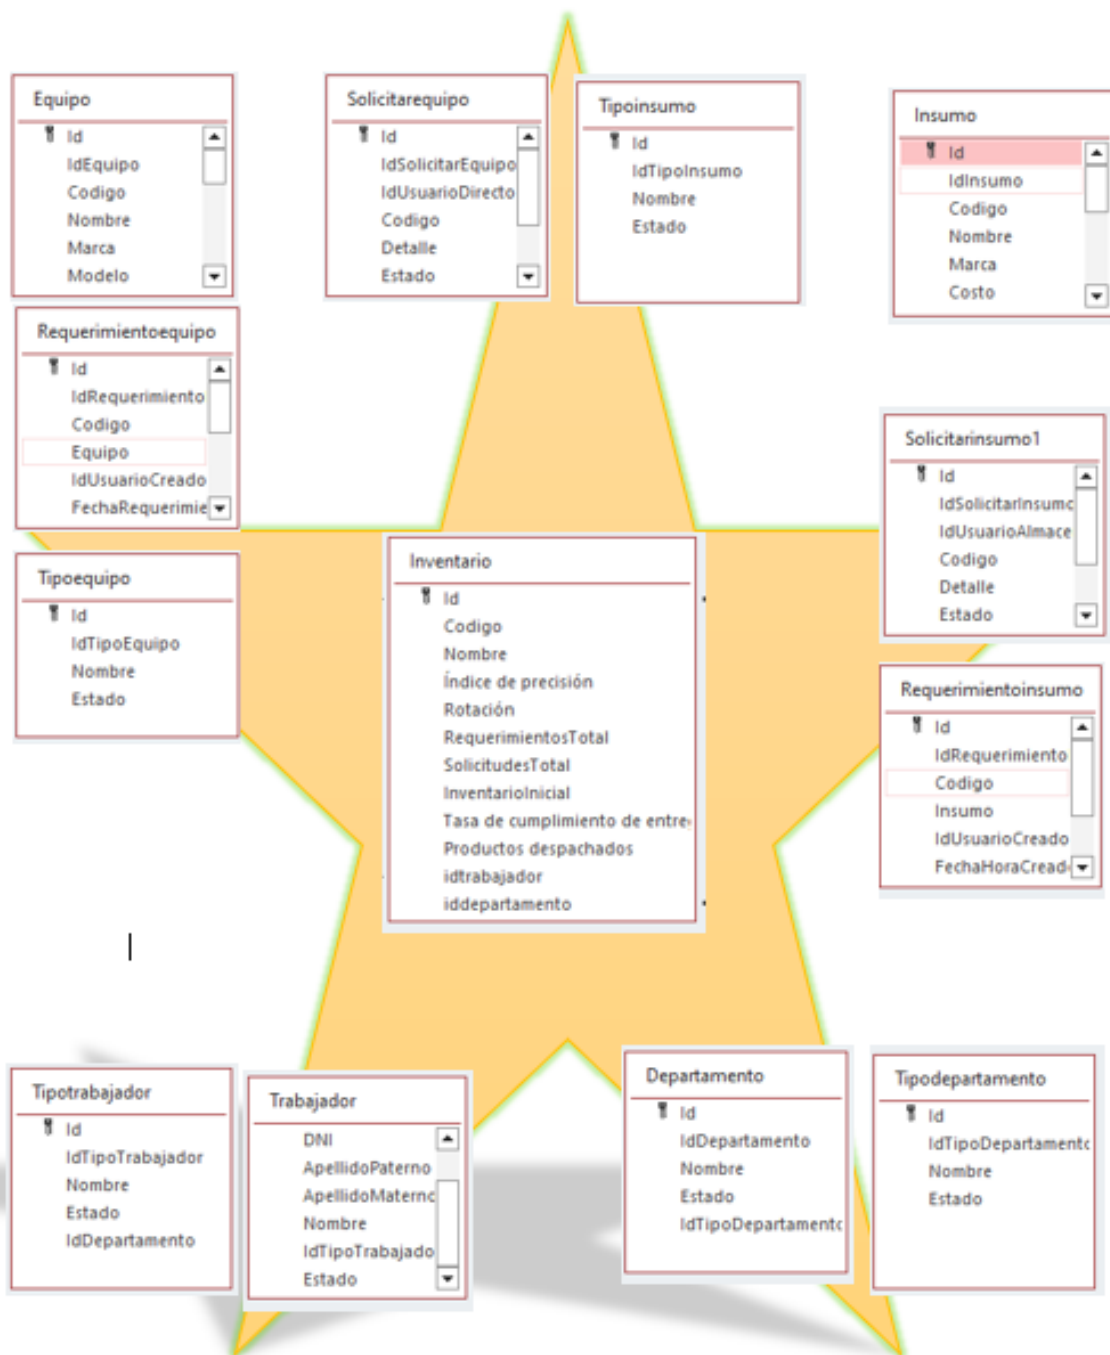 Equipo
Id
IdEquipo
Codigo
Nombre
Marca
Modelo
Solicitarequipo
Id
IdSolicitarEquipo
IdUsuarioDirecto
Codigo
Detalle
Estado
Tipoinsumo
Id
IdTipoInsumo
Nombre
Estado
Insumo
Id
IdInsumo
Codigo
Nombre
Marca
Costo
Requerimientoequipo
Id
IdRequerimiento
Codigo
Equipo
IdUsuarioCreado
FechaRequerimie
Solicitarinsumo1
Id
IdSolicitarInsumo
IdUsuarioAlmace
Codigo
Detalle
Estado
Tipoequipo
Id
IdTipoEquipo
Nombre
Estado
Inventario
Id
Codigo
Nombre
Índice de precisión
Rotación
RequerimientosTotal
SolicitudesTotal
InventarioInicial
Tasa de cumplimiento de entre
Productos despachados
idtrabajador
iddepartamento
Requerimientoinsumo
Id
IdRequerimiento
Codigo
Insumo
IdUsuarioCreado
FechaHoraCread
Tipotrabajador
Id
IdTipoTrabajador
Nombre
Estado
IdDepartamento
Trabajador
DNI
ApellidoPaterno
ApellidoMaterno
Nombre
IdTipoTrabajado
Estado
Departamento
Id
IdDepartamento
Nombre
Estado
IdTipoDepartamento
Tipodepartamento
Id
IdTipoDepartamento
Nombre
Estado